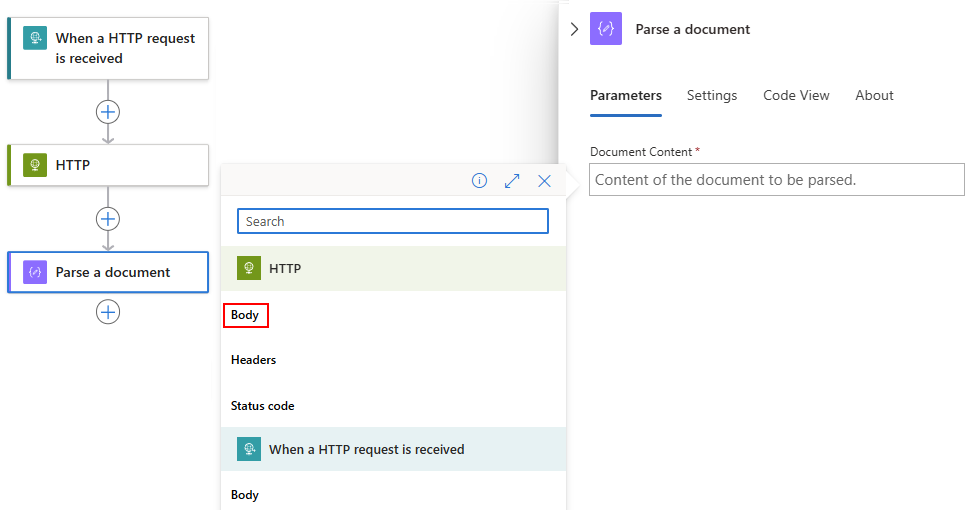 When a HTTP request
is received
HTTP
Parse a document
Search
HTTP
Body
Headers
Status code
When a HTTP request is received
Body
Parse a document
Parameters Settings Code View About
Document Content *
Content of the document to be parsed.